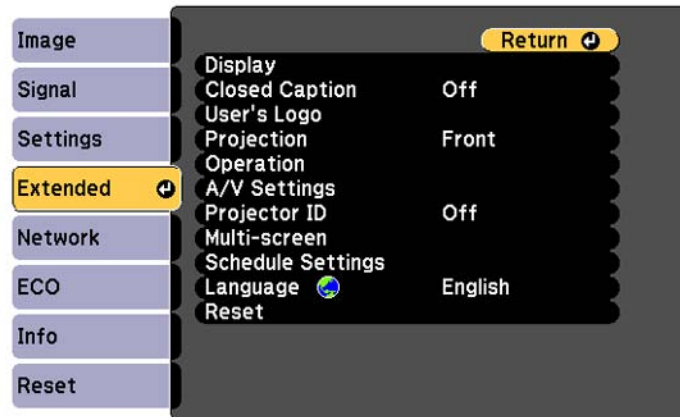 Image
Signal
Settings
Extended
Network
ECO
Info
Reset
Return
Display
Closed Caption Off
User's Logo
Projection Front
Operation
A/V Settings
Projector ID Off
Multi-screen
Schedule Settings
Language English
Reset